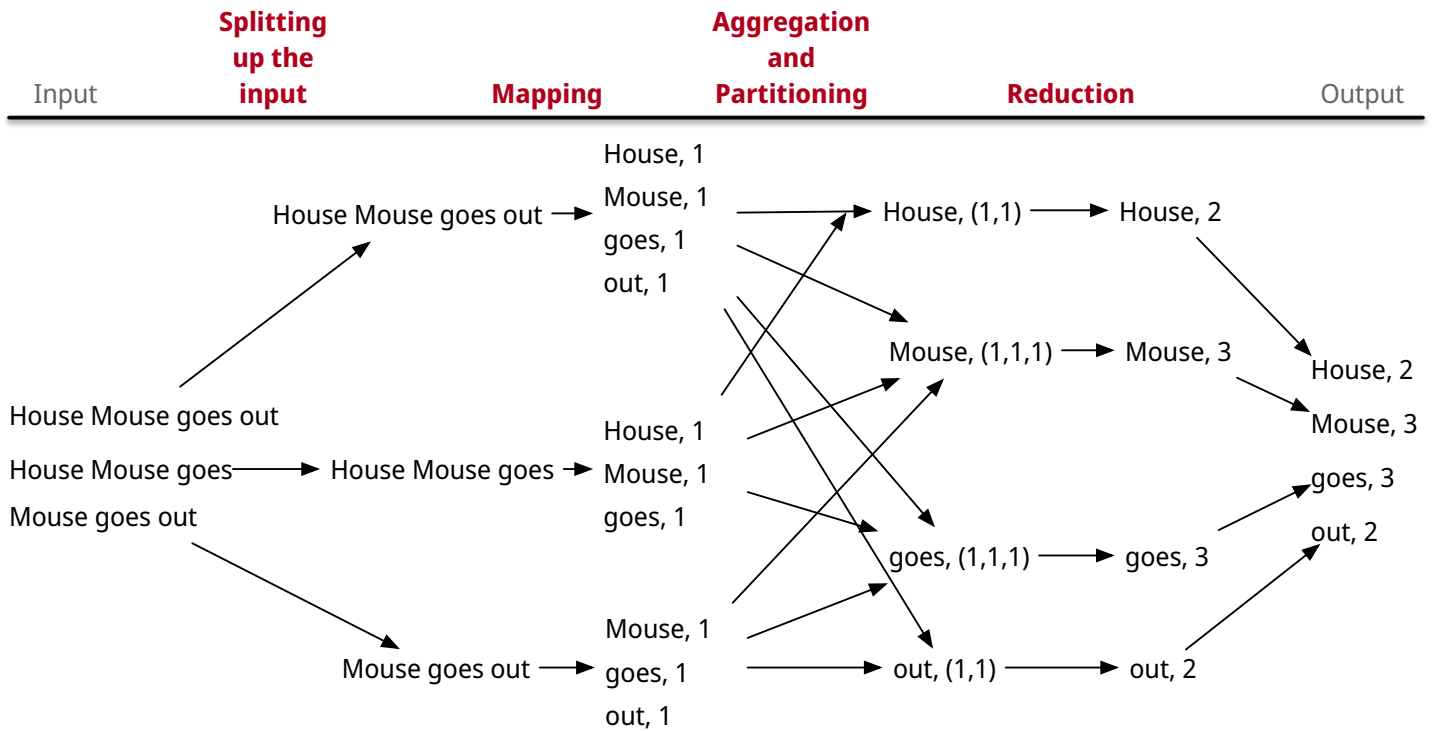 Input
Splitting
up the
input
Mapping
Aggregation
and
Partitioning
Reduction
Output
House Mouse goes out
House Mouse goes
Mouse goes out
House Mouse goes out
House Mouse goes
Mouse goes out
House, 1
Mouse, 1
goes, 1
out, 1
House, 1
Mouse, 1
goes, 1
Mouse, 1
goes, 1
out, 1
House, (1,1)
Mouse, (1,1,1)
goes, (1,1,1)
out, (1,1)
House, 2
Mouse, 3
goes, 3
out, 2
House, 2
Mouse, 3
goes, 3
out, 2